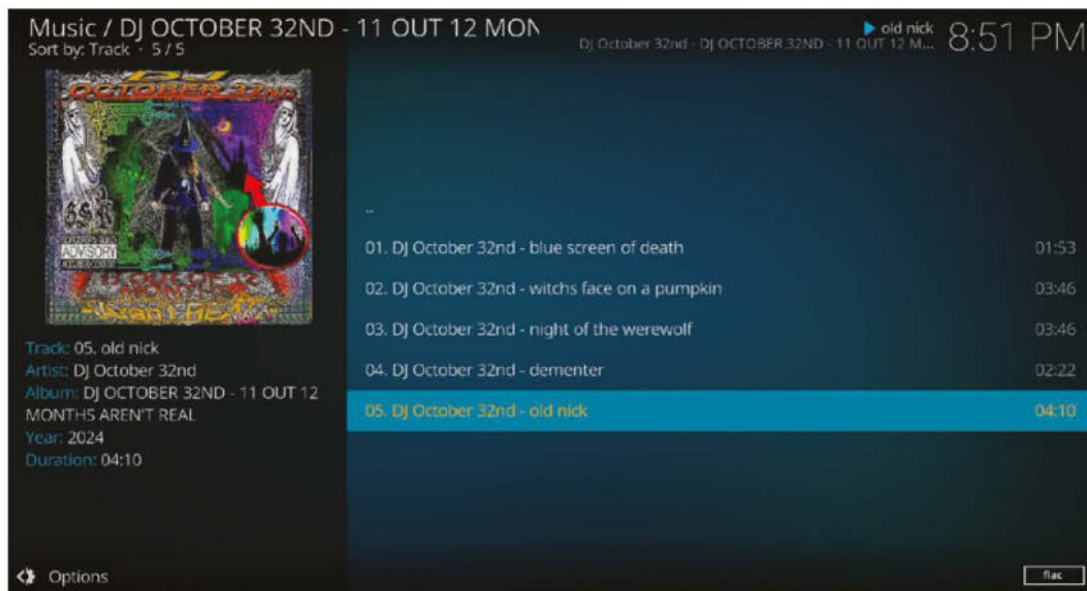 Music / DJ OCTOBER 32ND - 11 OUT 12 MON
Sort by: Track · 5 / 5
old nick
DJ October 32nd - DJ OCTOBER 32ND - 11 OUT 12 M...
8:51 PM
DJ
OCTOBER 32ND
ADVISORY
Track: 05. old nick
Artist: DJ October 32nd
Album: DJ OCTOBER 32ND - 11 OUT 12
MONTHS AREN'T REAL
Year: 2024
Duration: 04:10
..
01. DJ October 32nd - blue screen of death 01:53
02. DJ October 32nd - witchs face on a pumpkin 03:46
03. DJ October 32nd - night of the werewolf 03:46
04. DJ October 32nd - dementer 02:22
05. DJ October 32nd - old nick 04:10
Options
flac